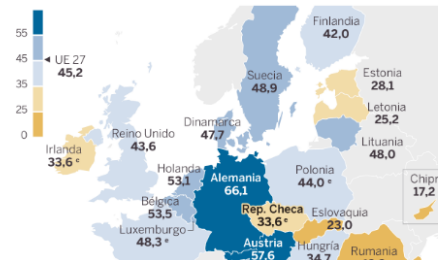 55
45
35
25
0
UE 27
45,2
Finlandia
42,0
Suecia
48,9
Estonia
28,1
Letonia
25,2
Lituania
48,0
Dinamarca
47,7
Reino Unido
43,6
Irlanda
33,6 e
Holanda
53,1
Bélgica
53,5
Luxemburgo
48,3 e
Alemania
66,1
Polonia
44,0 e
Rep. Checa
33,6 e
Eslovaquia
23,0
Austria
57,6
Hungría
34,7
Rumania
Chipr
17,2